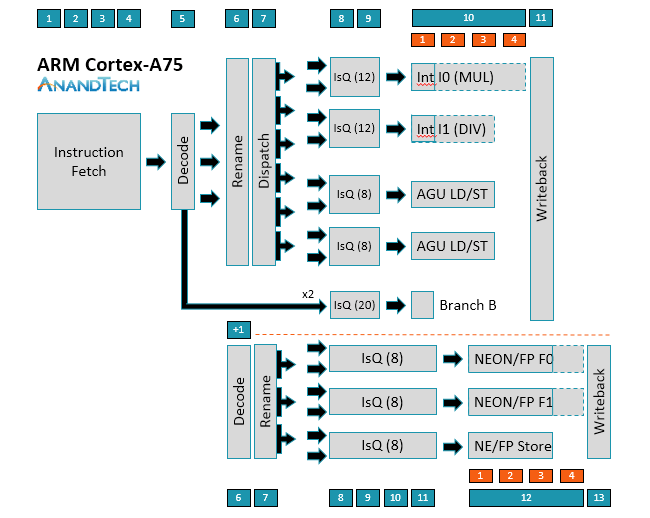 1 2 3 4 5 6 7 8 9 10 11
1 2 3 4
ARM Cortex-A75
ANANDTECH
Instruction
Fetch
Decode
Rename
Dispatch
IsQ (12)
Int I0 (MUL)
IsQ (12)
Int I1 (DIV)
IsQ (8)
AGU LD/ST
IsQ (8)
AGU LD/ST
x2
IsQ (20)
Branch B
Writeback
+1
Decode
Rename
IsQ (8)
NEON/FP F0
IsQ (8)
NEON/FP F1
IsQ (8)
NE/FP Store
Writeback
1 2 3 4
6 7 8 9 10 11 12 13